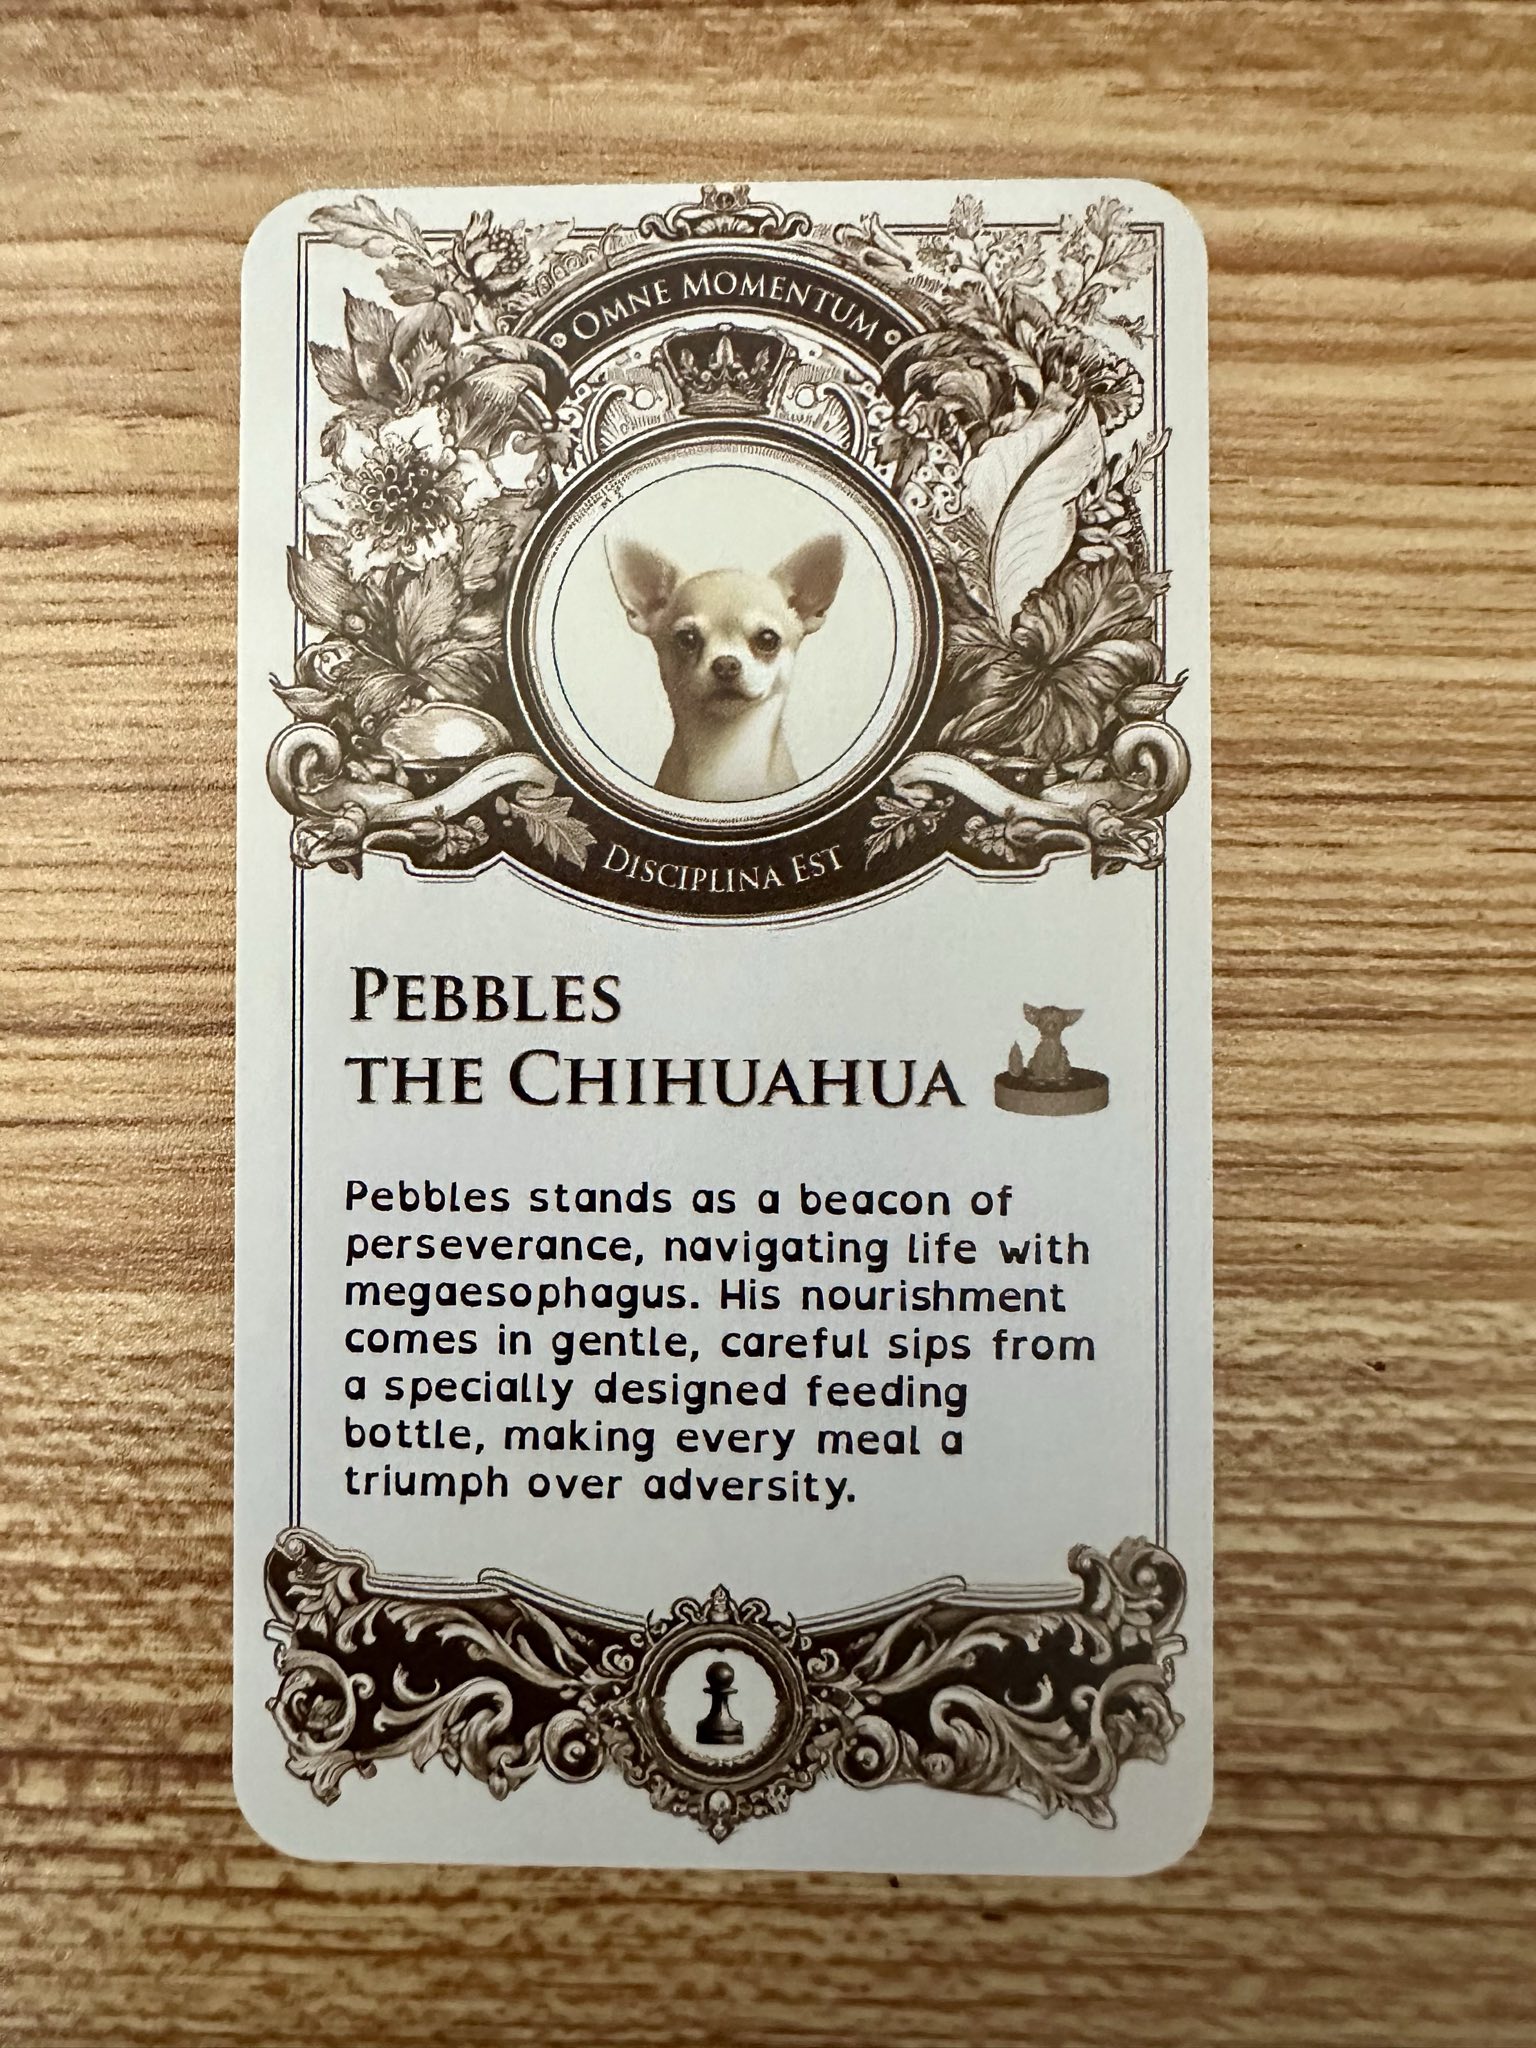 OMNE MOMENTUM
DISCIPLINA EST
PEBBLES
THE CHIHUAHUA
Pebbles stands as a beacon of
perseverance, navigating life with
megaesophagus. His nourishment
comes in gentle, careful sips from
a specially designed feeding
bottle, making every meal a
triumph over adversity.